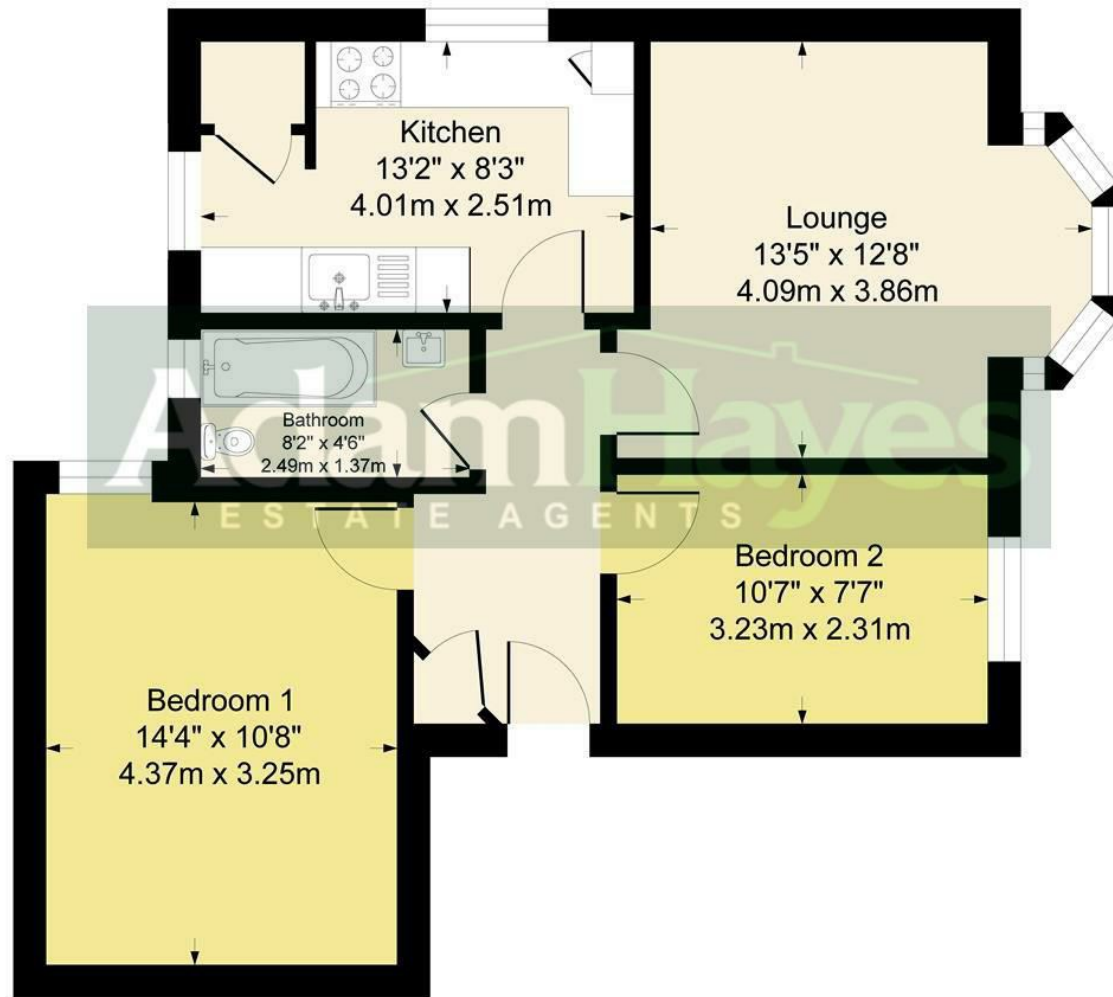 Kitchen
13'2" x 8'3"
4.01m x 2.51m
Lounge
13'5" x 12'8"
4.09m x 3.86m
Bathroom
8'2" x 4'6"
2.49m x 1.37m
AdamHayes
ESTATE AGENTS
Bedroom 2
10'7" x 7'7"
3.23m x 2.31m
Bedroom 1
14'4" x 10'8"
4.37m x 3.25m